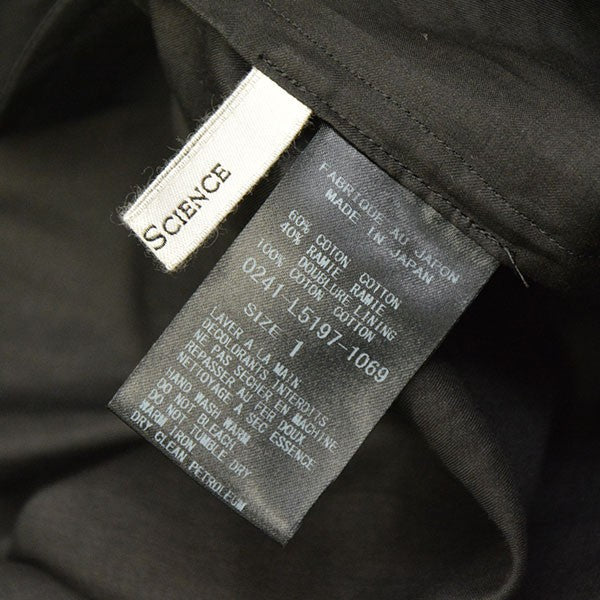 SCIENCE
FABRIQUE AU JAPON
MADE IN JAPAN
60% COTON COTTON
40% RAMIE RAMIE
DOUBLURE LINING
100% COTON COTTON
0241-L5197-1069
SIZE 1
LAVER A LA MAIN
DECOLORANTS INTERDITS
NE PAS SECHER EN MACHINE
REPASSER AU FER DOUX
NETTOYAGE A SEC ESSENCE
HAND WASH WARM
DO NOT BLEACH
DO NOT TUMBLE DRY
WARM IRON
DRY CLEAN PETROLEUM